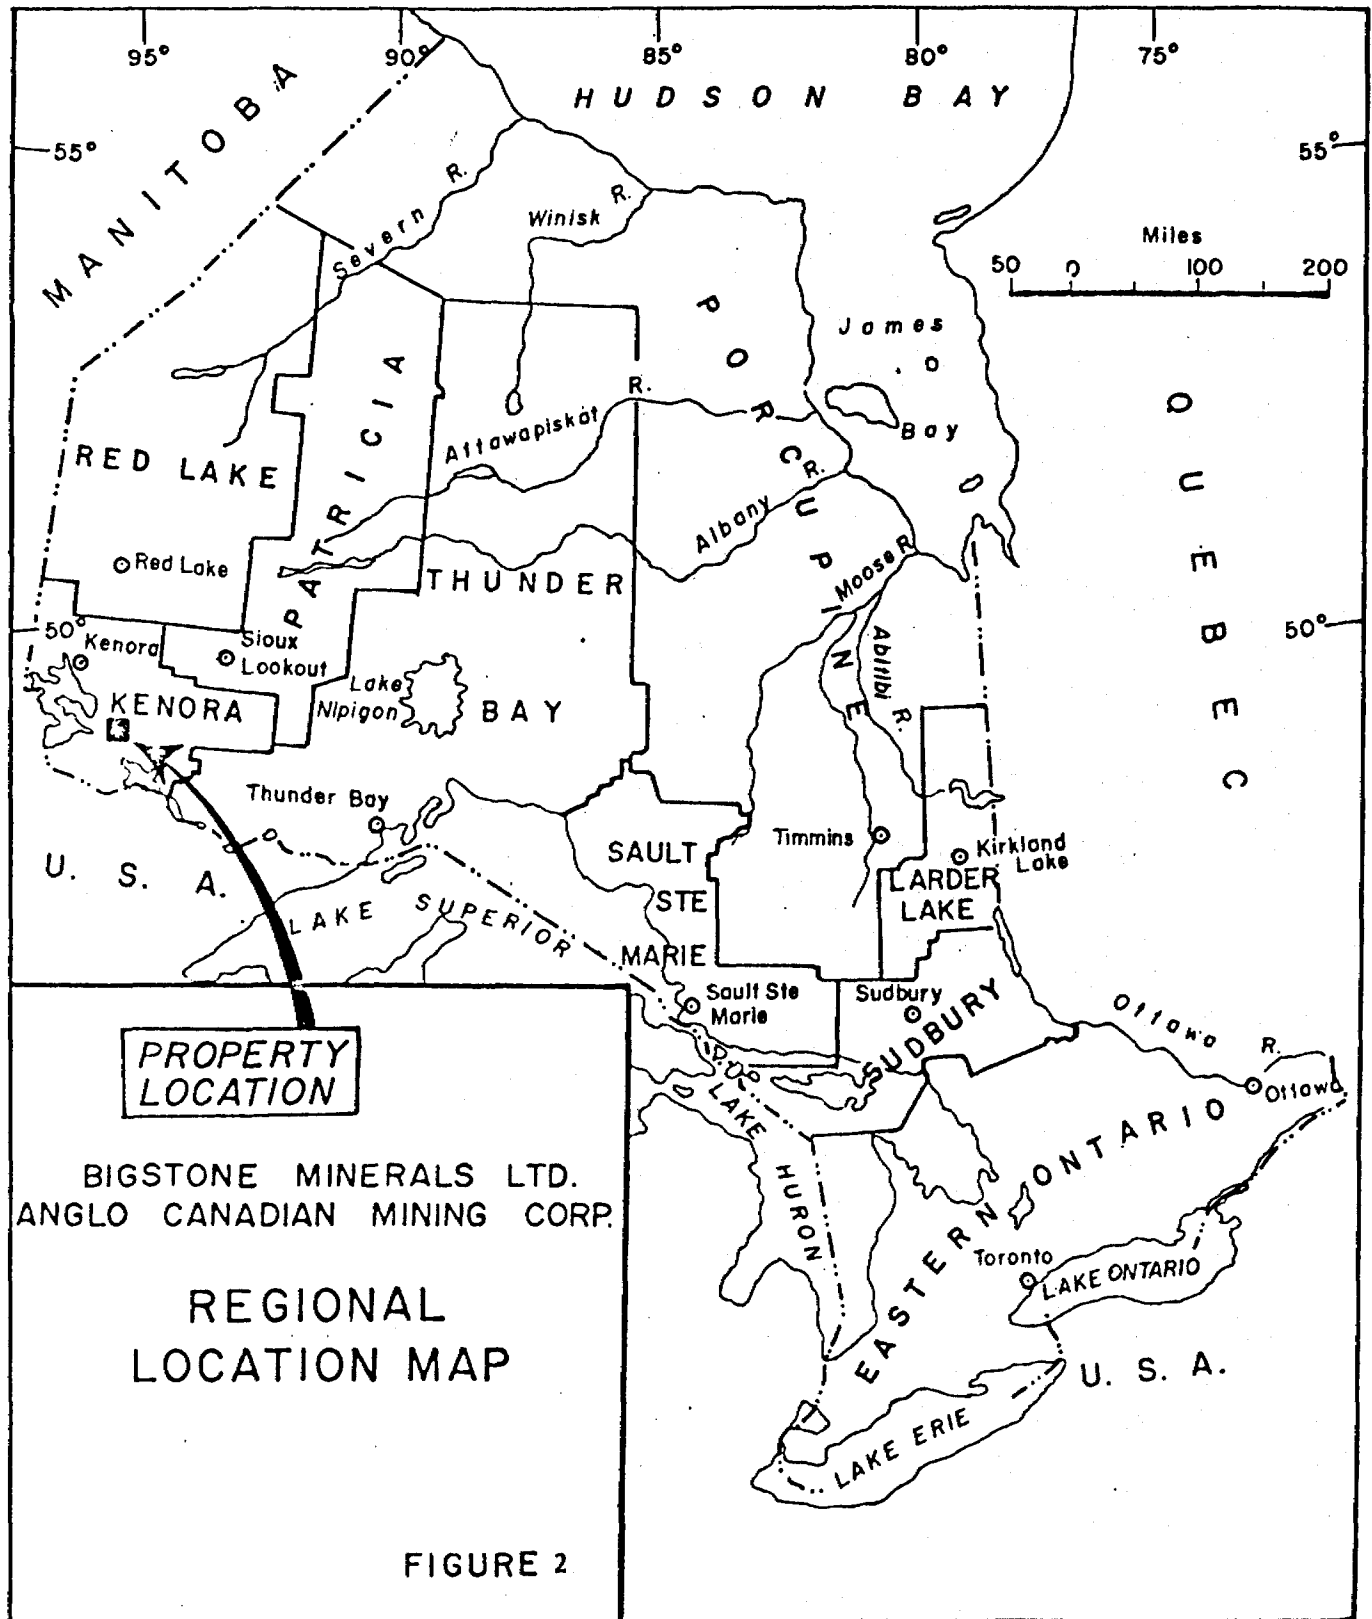 95° 90° 85° 80° 75°
HUDSON BAY
MANITOBA
55° 55°
Severn R.
Winisk R.
Miles
50 0 100 200
PORCUPINE
James
Bay
QUEBEC
PATRICIA
Attawapiskat R.
RED LAKE
Albany R.
Red Lake
THUNDER
BAY
Moose R.
Abitibi R.
50° 50°
Kenora
Sioux
Lookout
KENORA
Lake
Nipigon
Thunder Bay
Timmins
Kirkland
Lake
SAULT
STE
MARIE
LARDER
LAKE
U. S. A.
LAKE SUPERIOR
Sault Ste
Marie
Sudbury
SUDBURY
Ottawa R.
Ottawa
PROPERTY
LOCATION
LAKE HURON
EASTERN ONTARIO
Toronto
LAKE ONTARIO
U. S. A.
LAKE ERIE
BIGSTONE MINERALS LTD.
ANGLO CANADIAN MINING CORP.
REGIONAL
LOCATION MAP
FIGURE 2